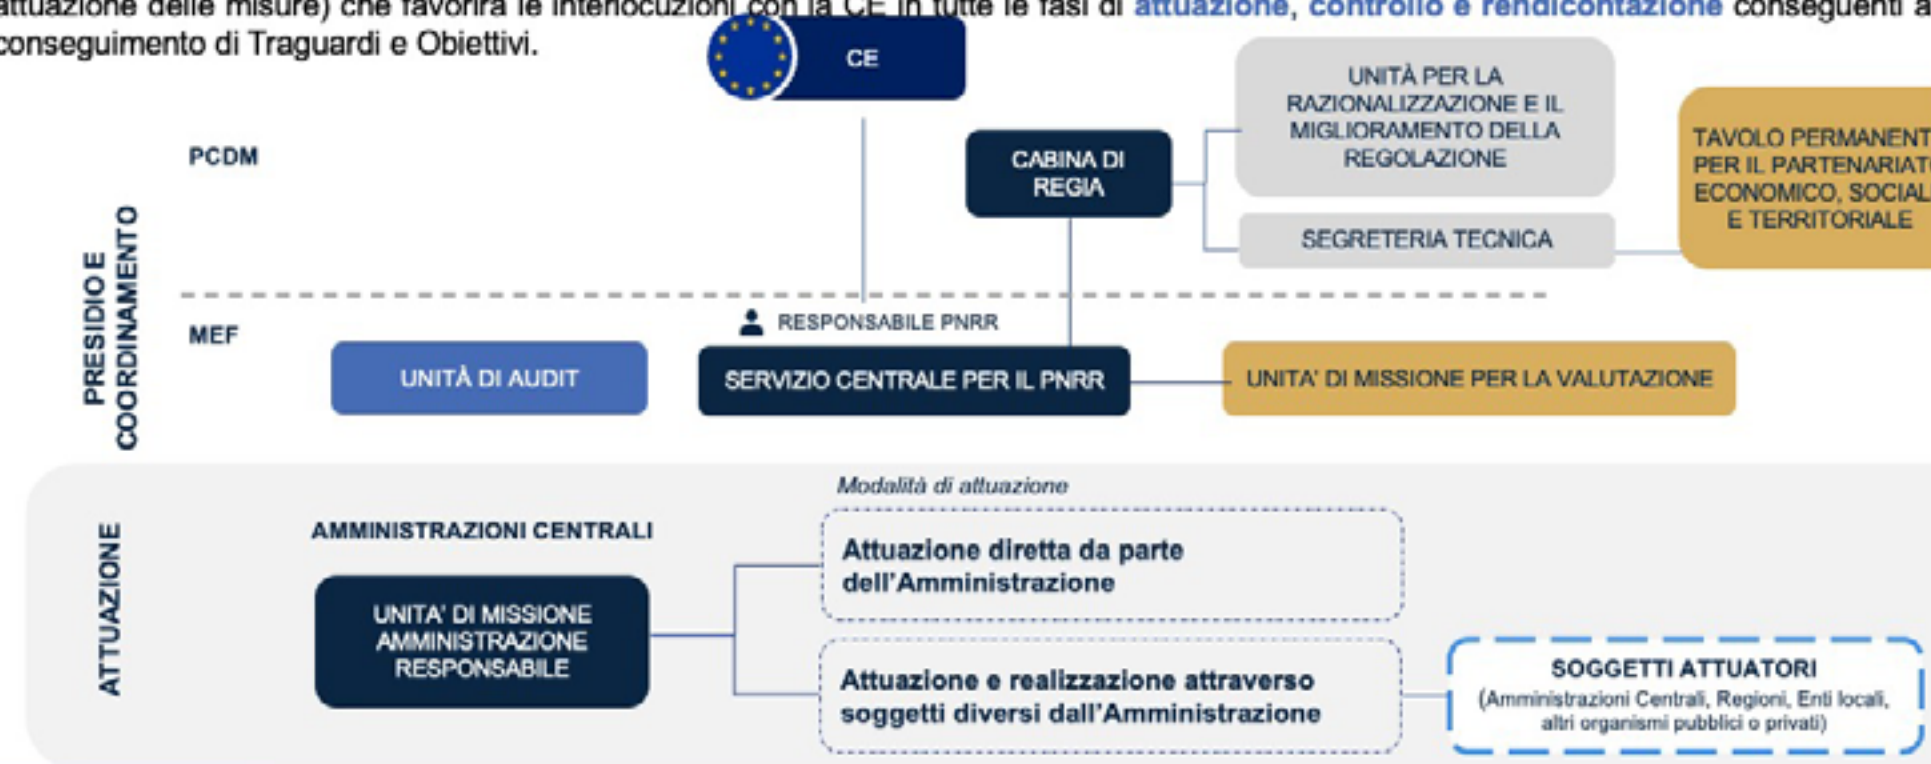 attuazione delle misure) che favorirà le interlocuzioni con la CE in tutte le fasi di attuazione, controllo e rendicontazione conseguenti a
conseguimento di Traguardi e Obiettivi.
CE
UNITÀ PER LA
RAZIONALIZZAZIONE E IL
MIGLIORAMENTO DELLA
REGOLAZIONE
PCDM
CABINA DI
REGIA
TAVOLO PERMANENT
PER IL PARTENARIAT
ECONOMICO, SOCIAL
E TERRITORIALE
SEGRETERIA TECNICA
PRESIDIO E
COORDINAMENTO
MEF
RESPONSABILE PNRR
UNITÀ DI AUDIT
SERVIZIO CENTRALE PER IL PNRR
UNITA' DI MISSIONE PER LA VALUTAZIONE
Modalità di attuazione
ATTUAZIONE
AMMINISTRAZIONI CENTRALI
Attuazione diretta da parte
dell'Amministrazione
UNITA' DI MISSIONE
AMMINISTRAZIONE
RESPONSABILE
Attuazione e realizzazione attraverso
soggetti diversi dall'Amministrazione
SOGGETTI ATTUATORI
(Amministrazioni Centrali, Regioni, Enti locali,
altri organismi pubblici o privati)